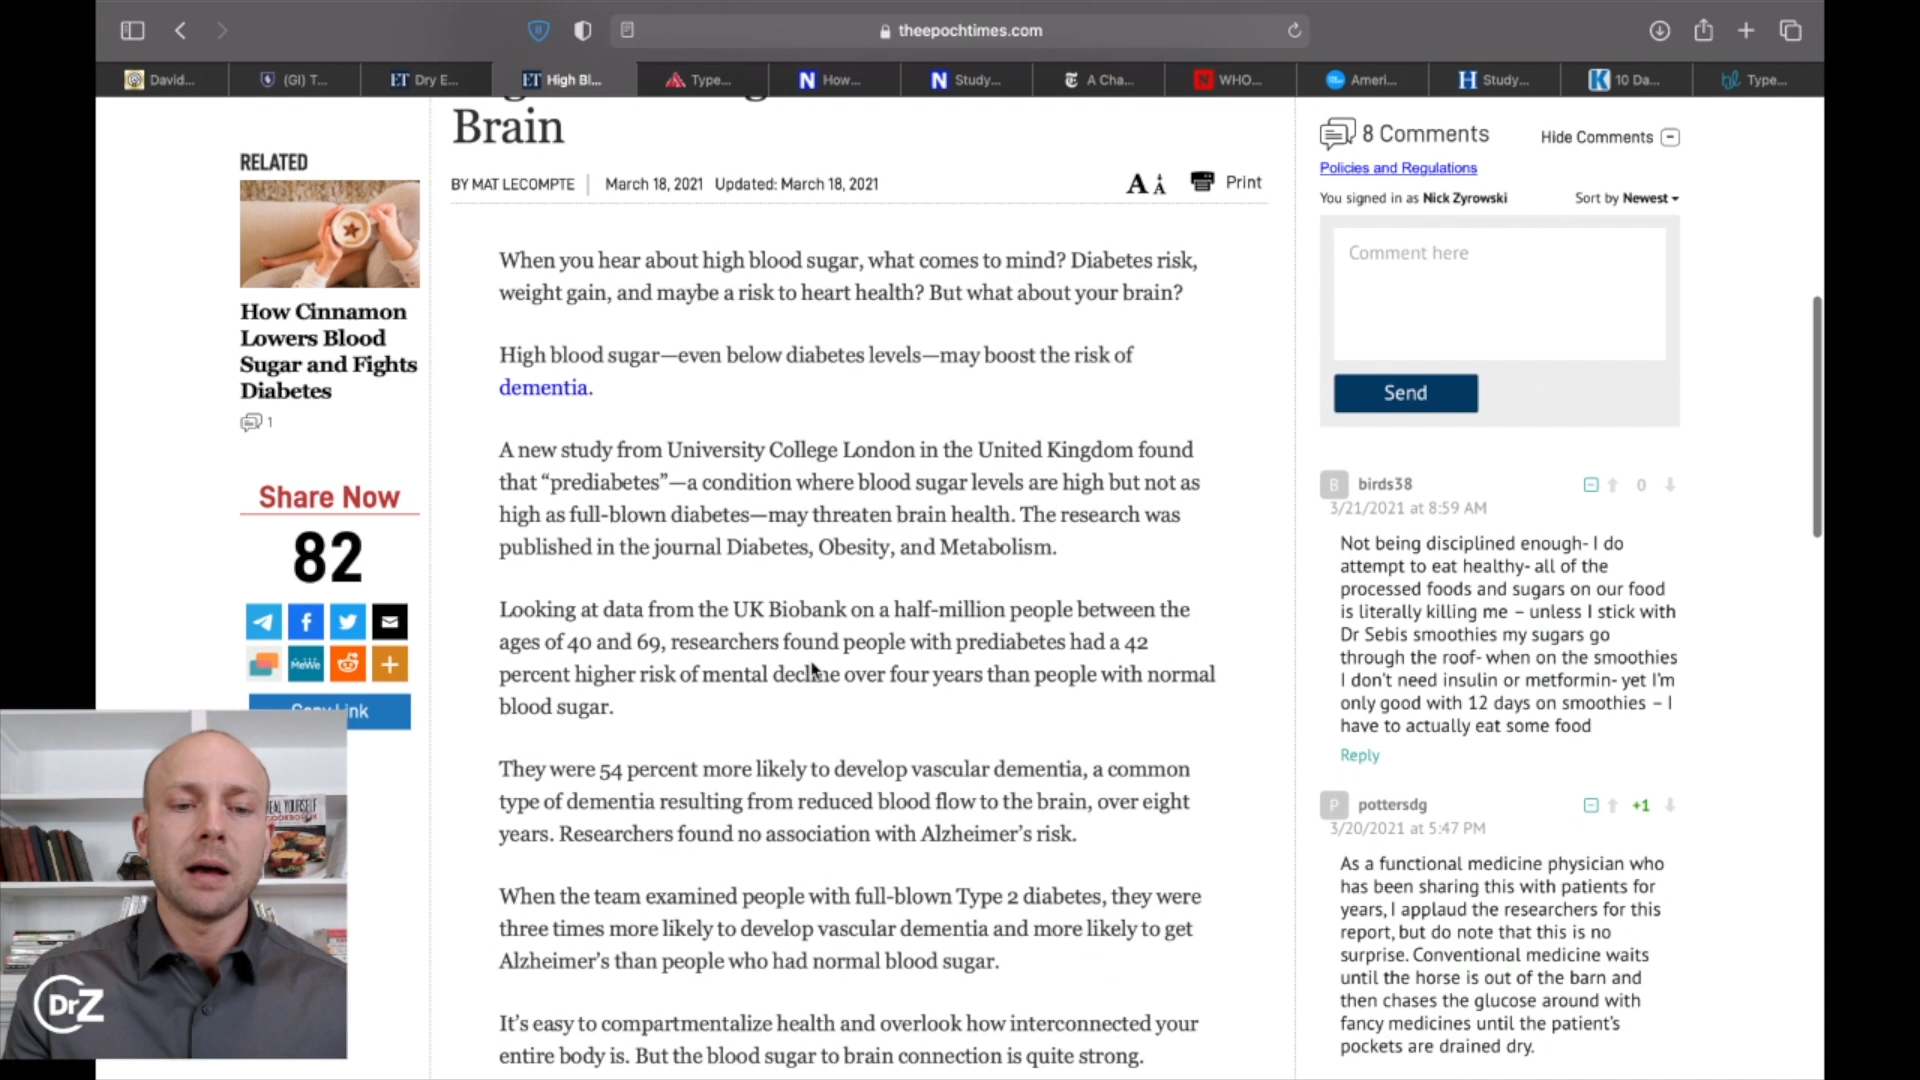 theepochtimes.com
David...
(GI) T...
ET Dry E...
ET High Bl...
Type...
N How...
N Study...
A Cha...
N WHO...
Ameri...
H Study...
K 10 Da...
hl Type...
Brain
BY MAT LECOMPTE
March 18, 2021 Updated: March 18, 2021
A A
Print
RELATED
How Cinnamon
Lowers Blood
Sugar and Fights
Diabetes
1
Share Now
82
MeWe
Link
When you hear about high blood sugar, what comes to mind? Diabetes risk,
weight gain, and maybe a risk to heart health? But what about your brain?
High blood sugar—even below diabetes levels—may boost the risk of
dementia.
A new study from University College London in the United Kingdom found
that “prediabetes”—a condition where blood sugar levels are high but not as
high as full-blown diabetes—may threaten brain health. The research was
published in the journal Diabetes, Obesity, and Metabolism.
Looking at data from the UK Biobank on a half-million people between the
ages of 40 and 69, researchers found people with prediabetes had a 42
percent higher risk of mental decline over four years than people with normal
blood sugar.
They were 54 percent more likely to develop vascular dementia, a common
type of dementia resulting from reduced blood flow to the brain, over eight
years. Researchers found no association with Alzheimer’s risk.
When the team examined people with full-blown Type 2 diabetes, they were
three times more likely to develop vascular dementia and more likely to get
Alzheimer’s than people who had normal blood sugar.
It’s easy to compartmentalize health and overlook how interconnected your
entire body is. But the blood sugar to brain connection is quite strong.
8 Comments
Hide Comments
Policies and Regulations
You signed in as Nick Zyrowski
Sort by Newest
Comment here
Send
B birds38
0
3/21/2021 at 8:59 AM
Not being disciplined enough- I do
attempt to eat healthy- all of the
processed foods and sugars on our food
is literally killing me – unless I stick with
Dr Sebis smoothies my sugars go
through the roof- when on the smoothies
I don’t need insulin or metformin- yet I’m
only good with 12 days on smoothies – I
have to actually eat some food
Reply
P pottersdg
+1
3/20/2021 at 5:47 PM
As a functional medicine physician who
has been sharing this with patients for
years, I applaud the researchers for this
report, but do note that this is no
surprise. Conventional medicine waits
until the horse is out of the barn and
then chases the glucose around with
fancy medicines until the patient’s
pockets are drained dry.
HEAL YOURSELF
COOKBOOK
DrZ